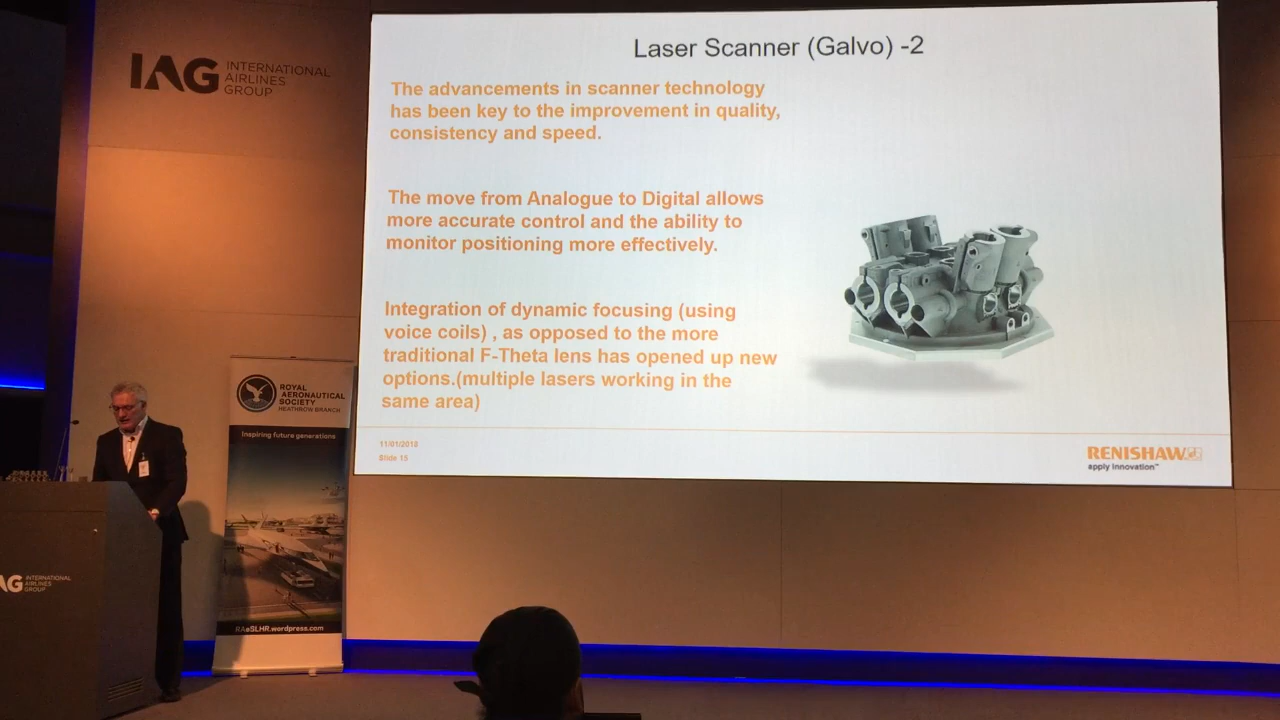 IAG INTERNATIONAL
AIRLINES
GROUP
Laser Scanner (Galvo) -2
The advancements in scanner technology
has been key to the improvement in quality,
consistency and speed.
The move from Analogue to Digital allows
more accurate control and the ability to
monitor positioning more effectively.
Integration of dynamic focusing (using
voice coils) , as opposed to the more
traditional F-Theta lens has opened up new
options.(multiple lasers working in the
same area)
11/01/2018
Slide 15
RENISHAW
apply innovation™
ROYAL
AERONAUTICAL
SOCIETY
HEATHROW BRANCH
Inspiring future generations
RAeSLHR.wordpress.com
AG INTERNATIONAL
AIRLINES
GROUP